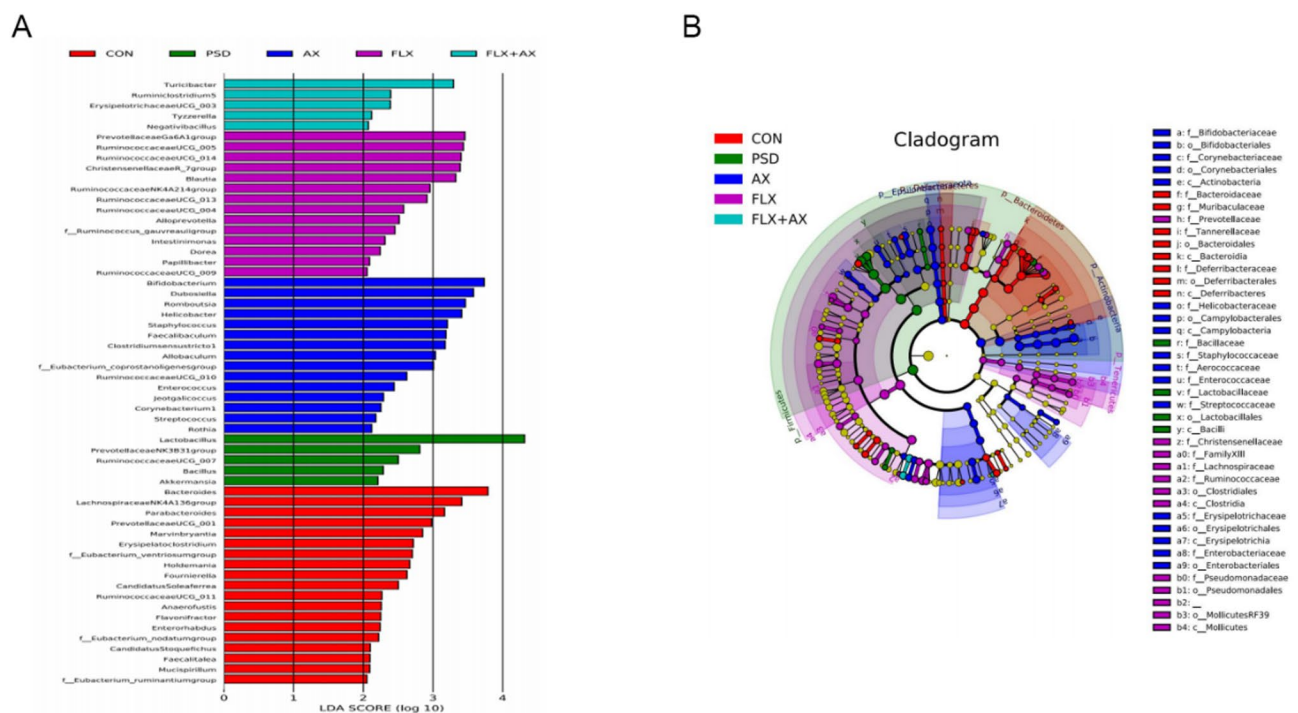 A
CON PSD AX FLX FLX+AX
Turicibacter
Ruminiclostridium5
ErysipelotrichaceaeUCG_003
Tyzzerella
Negativibacillus
PrevotellaceaeGa6A1group
RuminococcaceaeUCG_005
RuminococcaceaeUCG_014
ChristensenellaceaeR_7group
Blautia
RuminococcaceaeNK4A214group
RuminococcaceaeUCG_013
RuminococcaceaeUCG_004
Alloprevotella
f__Ruminococcus_gauvreauiigroup
Intestinimonas
Dorea
Papillibacter
RuminococcaceaeUCG_009
Bifidobacterium
Dubosiella
Romboutsia
Helicobacter
Staphylococcus
Faecalibaculum
Clostridiumsensustricto1
Allobaculum
f__Eubacterium_coprostanoligenesgroup
RuminococcaceaeUCG_010
Enterococcus
Jeotgalicoccus
Corynebacterium1
Streptococcus
Rothia
Lactobacillus
PrevotellaceaeNK3B31group
RuminococcaceaeUCG_007
Bacillus
Akkermansia
Bacteroides
LachnospiraceaeNK4A136group
Parabacteroides
PrevotellaceaeUCG_001
Marvinbryantia
Erysipelatoclostridium
f__Eubacterium_ventriosumgroup
Holdemania
Fournierella
CandidatusSoleaferrea
RuminococcaceaeUCG_011
Anaerofustis
Flavonifractor
Enterorhabdus
f__Eubacterium_nodatumgroup
CandidatusStoquefichus
Faecalitalea
Mucispirillum
f__Eubacterium_ruminantiumgroup
0 1 2 3 4
LDA SCORE (log 10)
B
CON
PSD
AX
FLX
FLX+AX
Cladogram
p__Bacteroidetes
p__Actinobacteria
p__Tenericutes
p__Firmicutes
a: f__Bifidobacteriaceae
b: o__Bifidobacteriales
c: f__Corynebacteriaceae
d: o__Corynebacteriales
e: c__Actinobacteria
f: f__Bacteroidaceae
g: f__Muribaculaceae
h: f__Prevotellaceae
i: f__Tannerellaceae
j: o__Bacteroidales
k: c__Bacteroidia
l: f__Deferribacteraceae
m: o__Deferribacterales
n: c__Deferribacteres
o: f__Helicobacteraceae
p: o__Campylobacterales
q: c__Campylobacteria
r: f__Bacillaceae
s: f__Staphylococcaceae
t: f__Aerococcaceae
u: f__Enterococcaceae
v: f__Lactobacillaceae
w: f__Streptococcaceae
x: o__Lactobacillales
y: c__Bacilli
z: f__Christensenellaceae
a0: f__FamilyXIII
a1: f__Lachnospiraceae
a2: f__Ruminococcaceae
a3: o__Clostridiales
a4: c__Clostridia
a5: f__Erysipelotrichaceae
a6: o__Erysipelotrichales
a7: c__Erysipelotrichia
a8: f__Enterobacteriaceae
a9: o__Enterobacteriales
b0: f__Pseudomonadaceae
b1: o__Pseudomonadales
b2: __
b3: o__MollicutesRF39
b4: c__Mollicutes